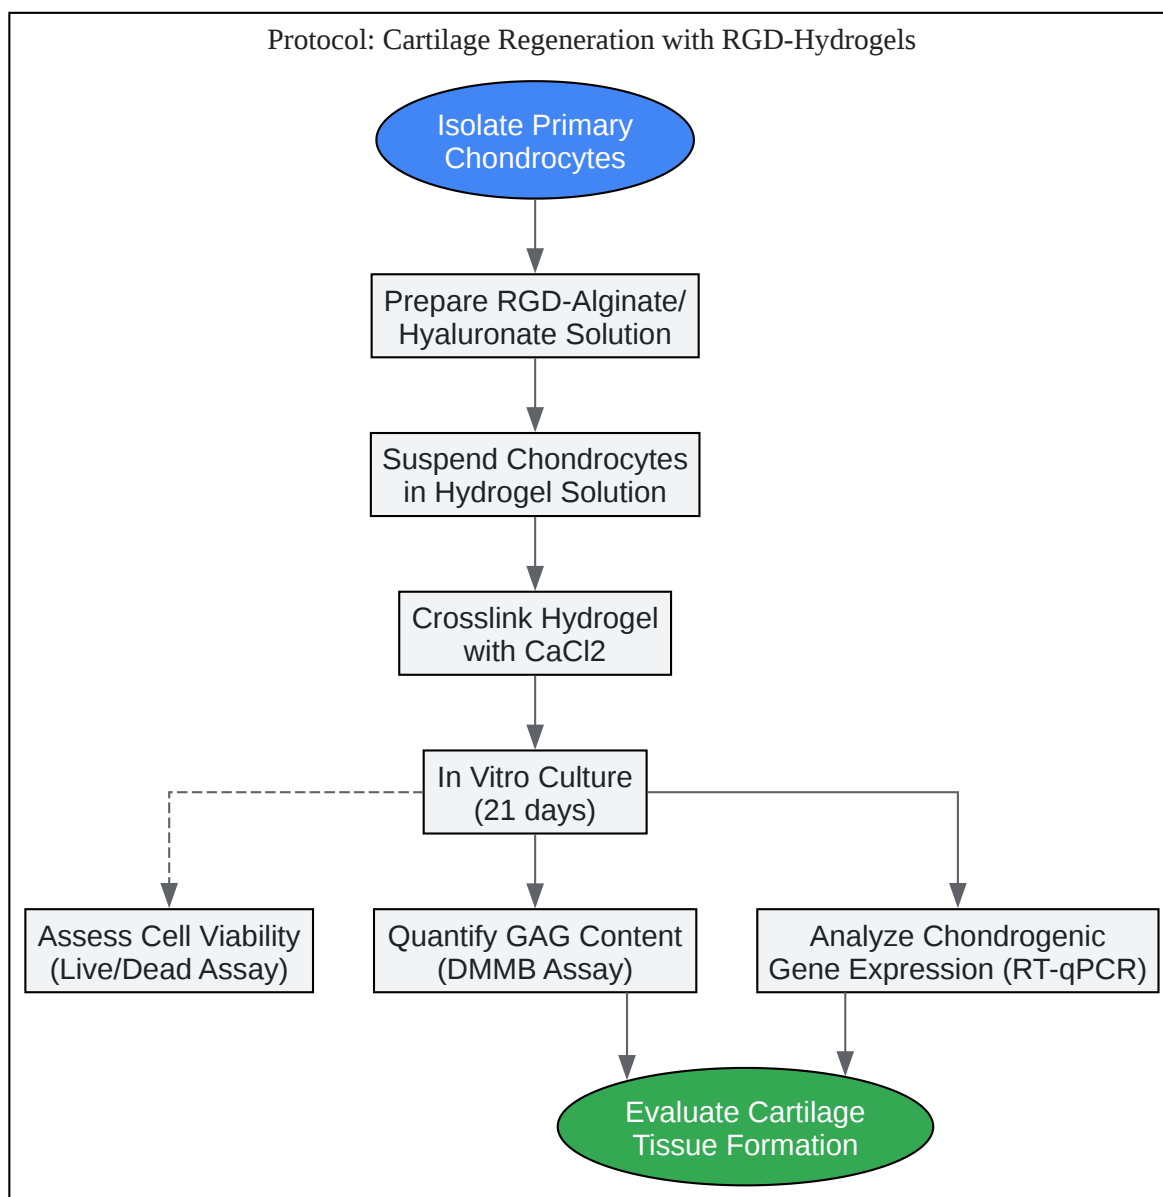 Protocol: Cartilage Regeneration with RGD-Hydrogels
Isolate Primary
Chondrocytes
Prepare RGD-Alginate/
Hyaluronate Solution
Suspend Chondrocytes
in Hydrogel Solution
Crosslink Hydrogel
with CaCl2
In Vitro Culture
(21 days)
Assess Cell Viability
(Live/Dead Assay)
Quantify GAG Content
(DMMB Assay)
Analyze Chondrogenic
Gene Expression (RT-qPCR)
Evaluate Cartilage
Tissue Formation